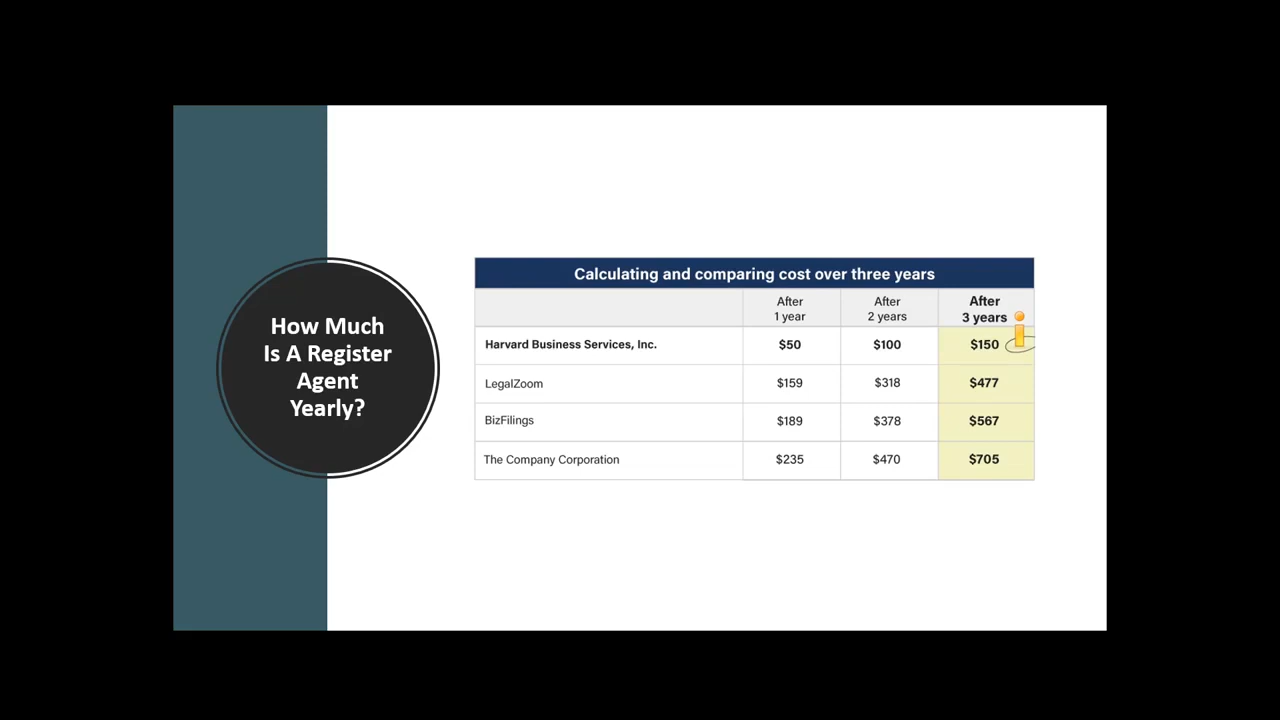 How Much
Is A Register
Agent
Yearly?
Calculating and comparing cost over three years
After
1 year
After
2 years
After
3 years
Harvard Business Services, Inc. $50 $100 $150
LegalZoom $159 $318 $477
BizFilings $189 $378 $567
The Company Corporation $235 $470 $705